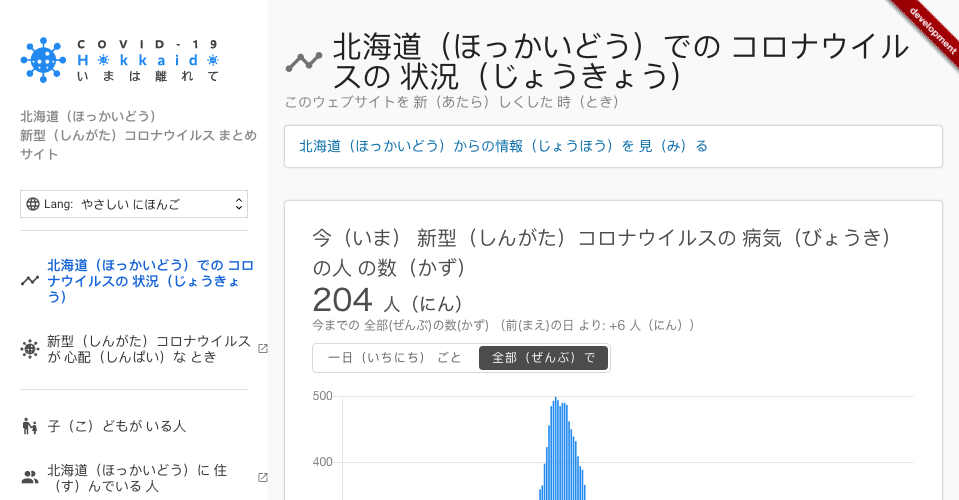 COVID-19
Hokkaido
いまは離れて
北海道（ほっかいどう）
新型（しんがた）コロナウイルス まとめ
サイト
Lang: やさしい にほんご
北海道（ほっかいどう）での コロ
ナウイルスの 状況（じょうきょ
う）
新型（しんがた）コロナウイルス
が 心配（しんぱい）な とき
子（こ）どもが いる人
北海道（ほっかいどう）に 住
（す）んでいる 人
development
北海道（ほっかいどう）での コロナウイル
スの 状況（じょうきょう）
このウェブサイトを 新（あたら）しくした 時（とき）
北海道（ほっかいどう）からの情報（じょうほう）を 見（み）る
今（いま） 新型（しんがた）コロナウイルスの 病気（びょうき）
の人 の数（かず）
204 人（にん）
今までの 全部(ぜんぶ)の数(かず) （前(まえ)の日 より: +6 人（にん））
一日（いちにち） ごと
全部（ぜんぶ）で
500
400